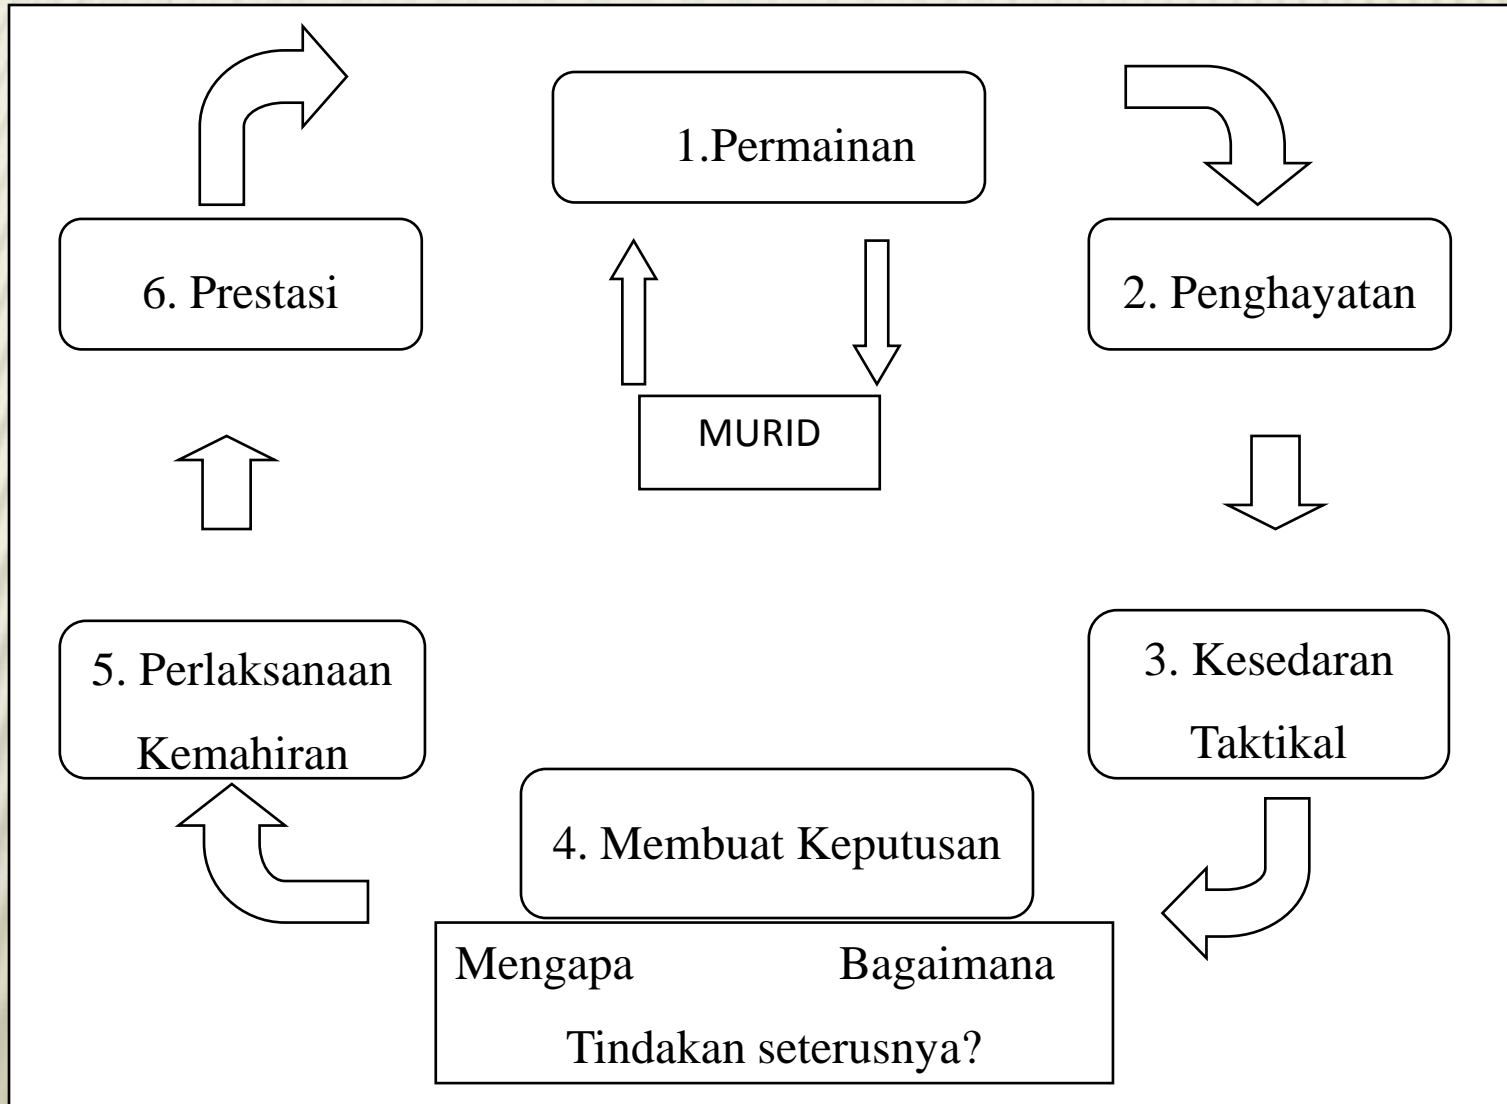 1.Permainan
2. Penghayatan
3. Kesedaran
Taktikal
4. Membuat Keputusan
Mengapa Bagaimana
Tindakan seterusnya?
5. Perlaksanaan
Kemahiran
6. Prestasi
MURID